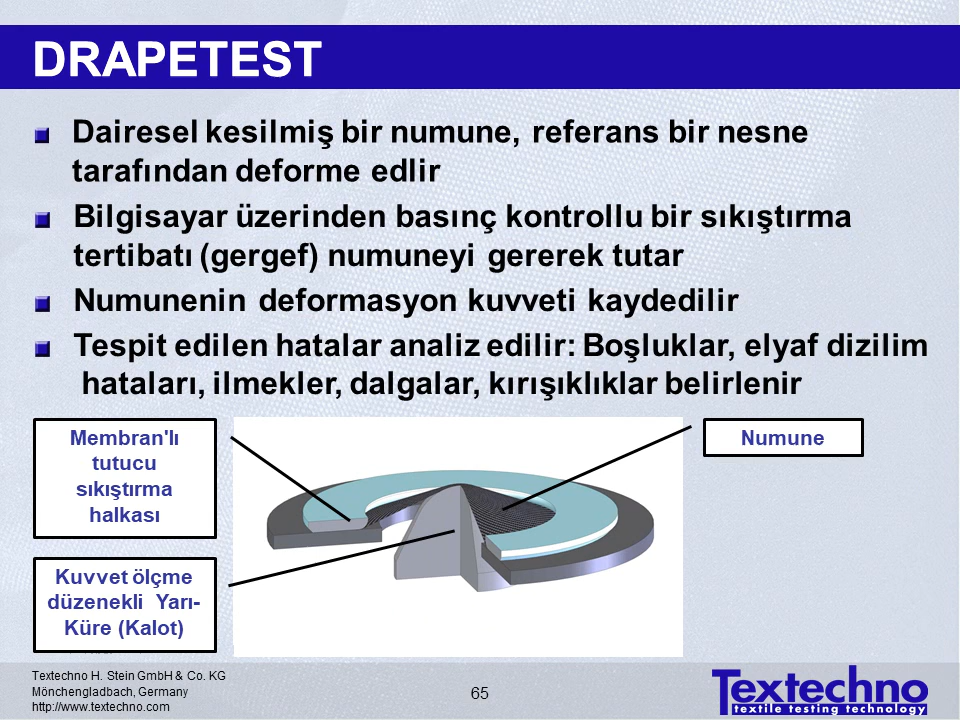 DRAPETEST
Dairesel kesilmiş bir numune, referans bir nesne
tarafından deforme edlir
Bilgisayar üzerinden basınç kontrollu bir sıkıştırma
tertibatı (gergef) numuneyi gererek tutar
Numunenin deformasyon kuvveti kaydedilir
Tespit edilen hatalar analiz edilir: Boşluklar, elyaf dizilim
hataları, ilmekler, dalgalar, kırışıklıklar belirlenir
Membran'lı
tutucu
sıkıştırma
halkası
Numune
Kuvvet ölçme
düzenekli Yarı-
Küre (Kalot)
Textechno H. Stein GmbH & Co. KG
Mönchengladbach, Germany
http://www.textechno.com
65
Textechno
textile testing technology